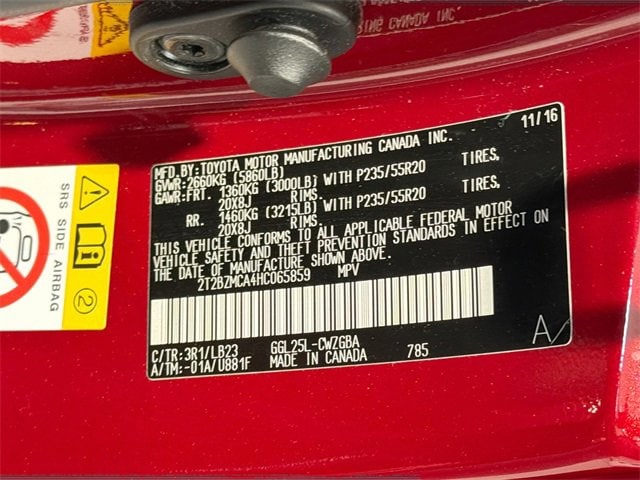 11/16
MFD.BY:TOYOTA MOTOR MANUFACTURING CANADA INC.
GVWR:2660KG (5860LB)
GAWR:FRT. 1360KG (3000LB) WITH P235/55R20 TIRES,
20X8J RIMS.
RR. 1460KG (3215LB) WITH P235/55R20 TIRES,
20X8J RIMS.
THIS VEHICLE CONFORMS TO ALL APPLICABLE FEDERAL MOTOR
VEHICLE SAFETY AND THEFT PREVENTION STANDARDS IN EFFECT ON
THE DATE OF MANUFACTURE SHOWN ABOVE.
2T2BZMCA4HC065859 MPV
A
C/TR:3R1/LB23 GGL25L-CWZGBA
A/TM:-01A/U881F MADE IN CANADA 785
SRS SIDE AIRBAG
2